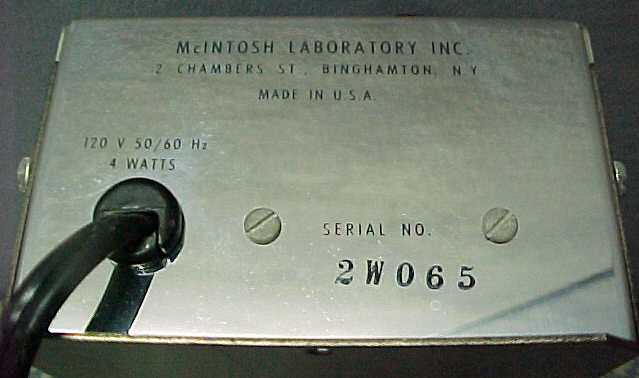 McINTOSH LABORATORY INC.
2 CHAMBERS ST., BINGHAMTON, N Y
MADE IN U.S.A.
120 V 50/60 Hz
4 WATTS
SERIAL NO.
2W065